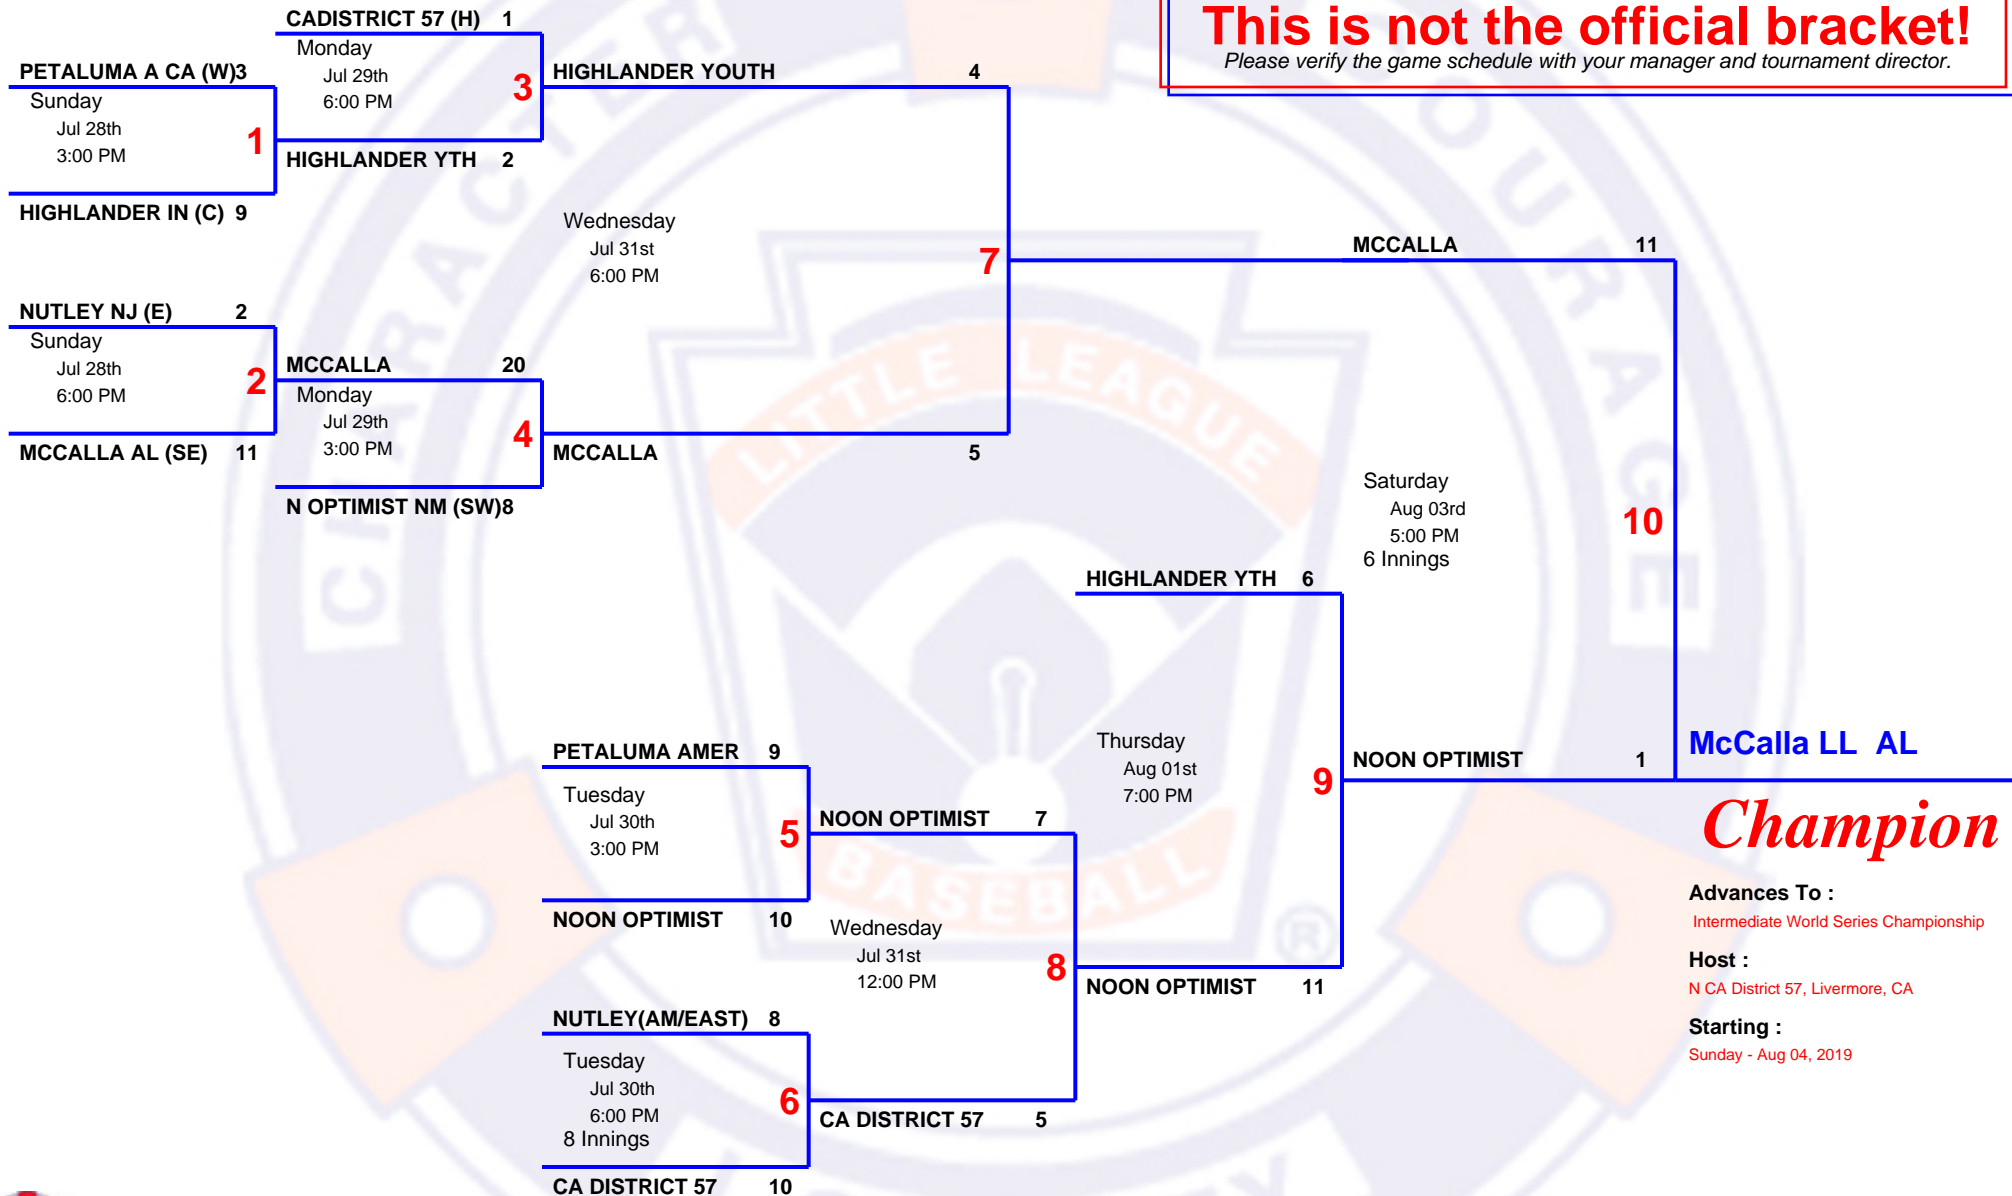 This is not the official bracket!
Please verify the game schedule with your manager and tournament director.
CADISTRICT 57 (H) 1
Monday
Jul 29th
6:00 PM
3
PETALUMA A CA (W)3
Sunday
Jul 28th
3:00 PM
1
HIGHLANDER YTH 2
HIGHLANDER IN (C) 9
HIGHLANDER YOUTH 4
Wednesday
Jul 31st
6:00 PM
7
NUTLEY NJ (E) 2
Sunday
Jul 28th
6:00 PM
2
MCCALLA AL (SE) 11
MCCALLA 20
Monday
Jul 29th
3:00 PM
4
N OPTIMIST NM (SW)8
MCCALLA 5
MCCALLA 11
Saturday
Aug 03rd
5:00 PM
6 Innings
10
HIGHLANDER YTH 6
Thursday
Aug 01st
7:00 PM
9
NOON OPTIMIST 1
PETALUMA AMER 9
Tuesday
Jul 30th
3:00 PM
5
NOON OPTIMIST 10
NOON OPTIMIST 7
Wednesday
Jul 31st
12:00 PM
8
NOON OPTIMIST 11
NUTLEY(AM/EAST) 8
Tuesday
Jul 30th
6:00 PM
8 Innings
6
CA DISTRICT 57 5
CA DISTRICT 57 10
McCalla LL AL
Champion
Advances To :
Intermediate World Series Championship
Host :
N CA District 57, Livermore, CA
Starting :
Sunday - Aug 04, 2019
CHARACTER
COURAGE
LITTLE LEAGUE
BASEBALL
®